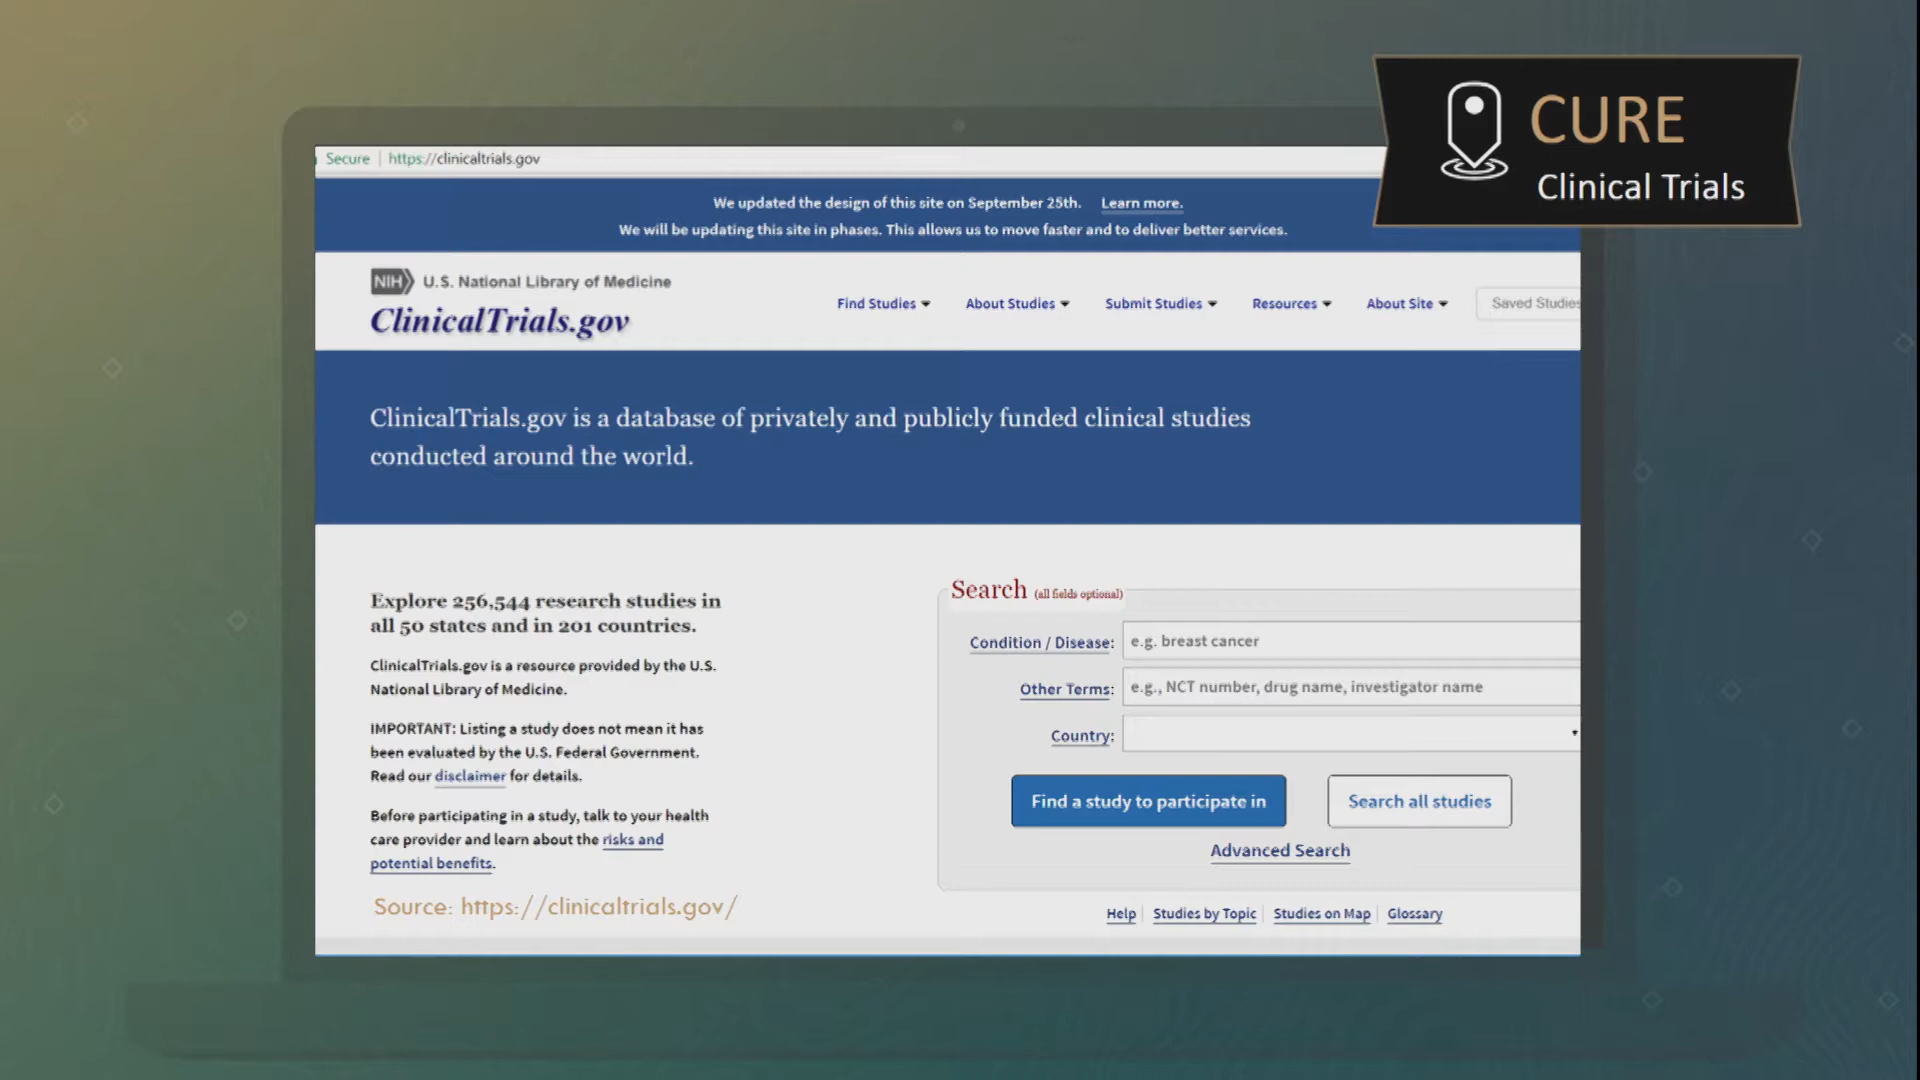 CURE
Clinical Trials
Secure | https://clinicaltrials.gov
We updated the design of this site on September 25th. Learn more.
We will be updating this site in phases. This allows us to move faster and to deliver better services.
NIH U.S. National Library of Medicine
ClinicalTrials.gov
Find Studies About Studies Submit Studies Resources About Site Saved Studies
ClinicalTrials.gov is a database of privately and publicly funded clinical studies
conducted around the world.
Explore 256,544 research studies in
all 50 states and in 201 countries.
ClinicalTrials.gov is a resource provided by the U.S.
National Library of Medicine.
IMPORTANT: Listing a study does not mean it has
been evaluated by the U.S. Federal Government.
Read our disclaimer for details.
Before participating in a study, talk to your health
care provider and learn about the risks and
potential benefits.
Source: https://clinicaltrials.gov/
Search (all fields optional)
Condition / Disease: e.g. breast cancer
Other Terms: e.g., NCT number, drug name, investigator name
Country:
Find a study to participate in Search all studies
Advanced Search
Help Studies by Topic Studies on Map Glossary